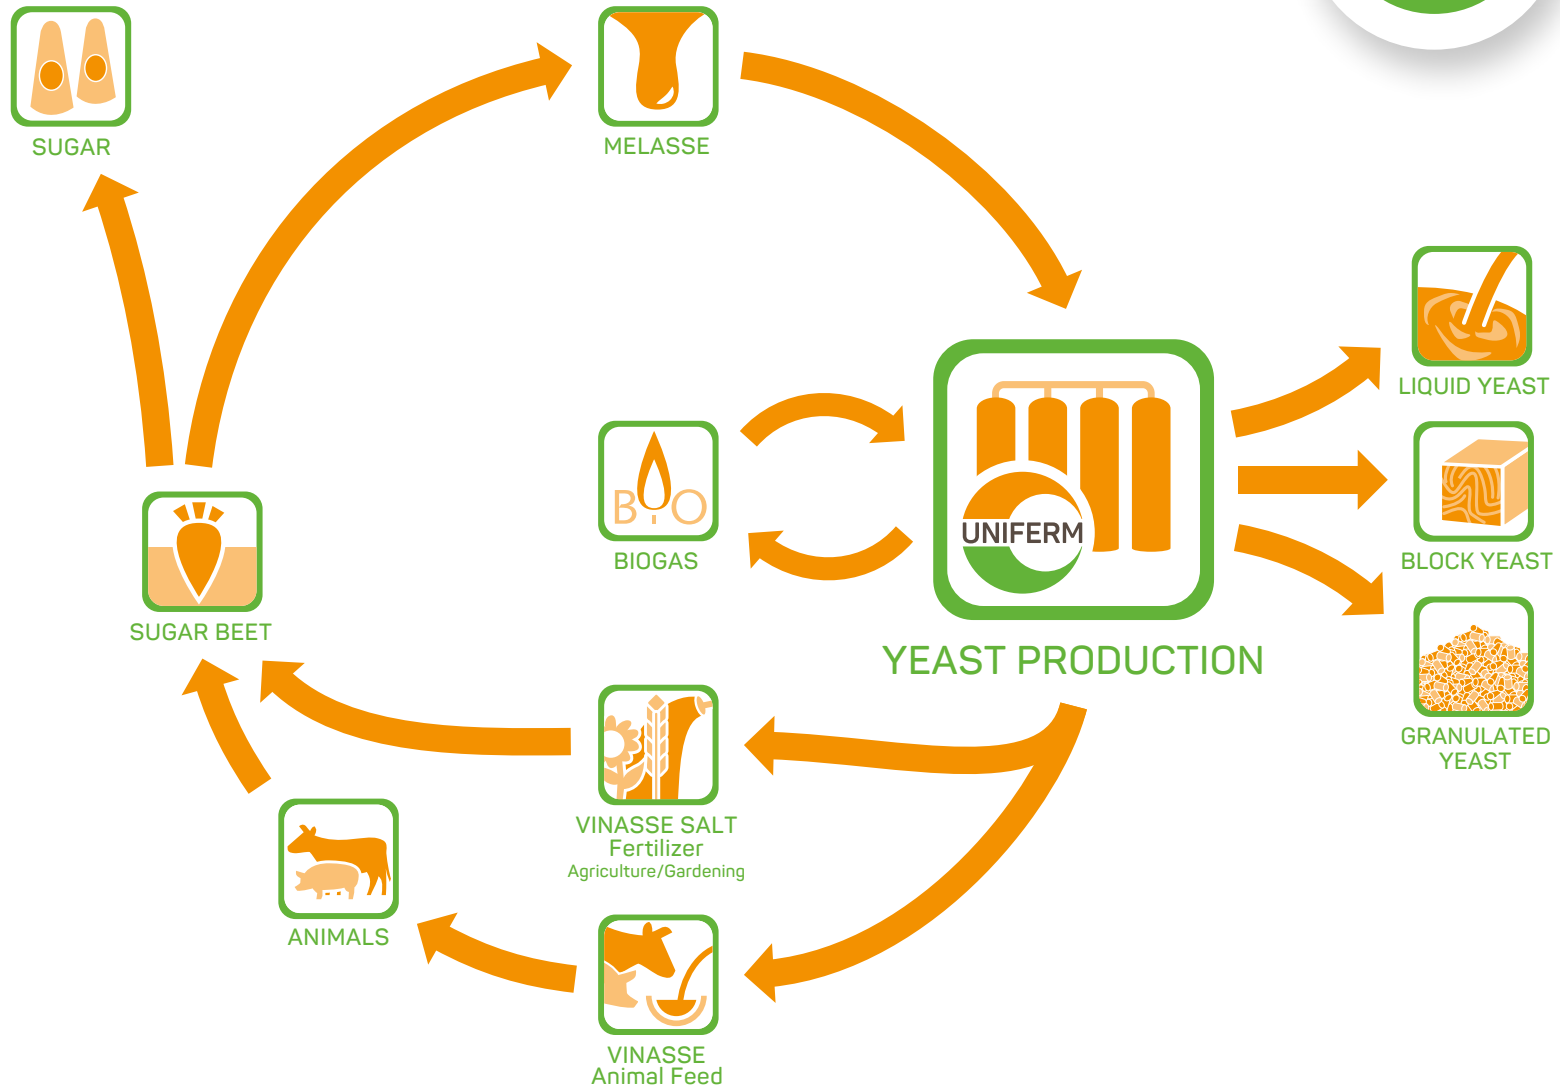 SUGAR
MELASSE
LIQUID YEAST
BIO
BIOGAS
UNIFERM
BLOCK YEAST
SUGAR BEET
YEAST PRODUCTION
GRANULATED
YEAST
VINASSE SALT
Fertilizer
Agriculture/Gardening
ANIMALS
VINASSE
Animal Feed